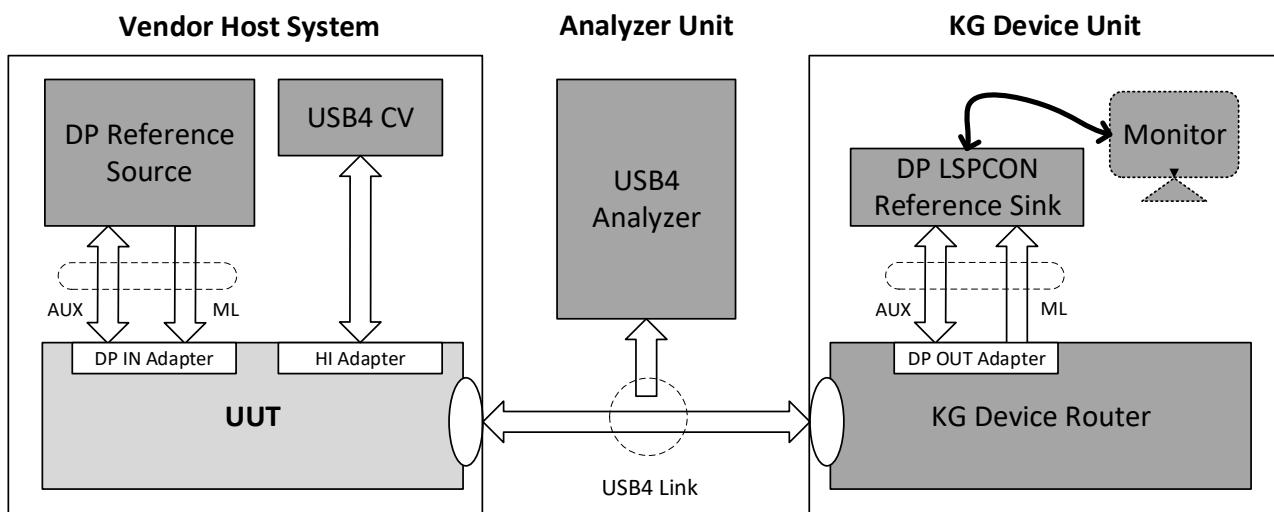 Vendor Host System
Analyzer Unit
KG Device Unit
DP Reference
Source
USB4 CV
USB4
Analyzer
DP LSPCON
Reference Sink
Monitor
AUX
ML
AUX
ML
DP IN Adapter
HI Adapter
DP OUT Adapter
UUT
KG Device Router
USB4 Link